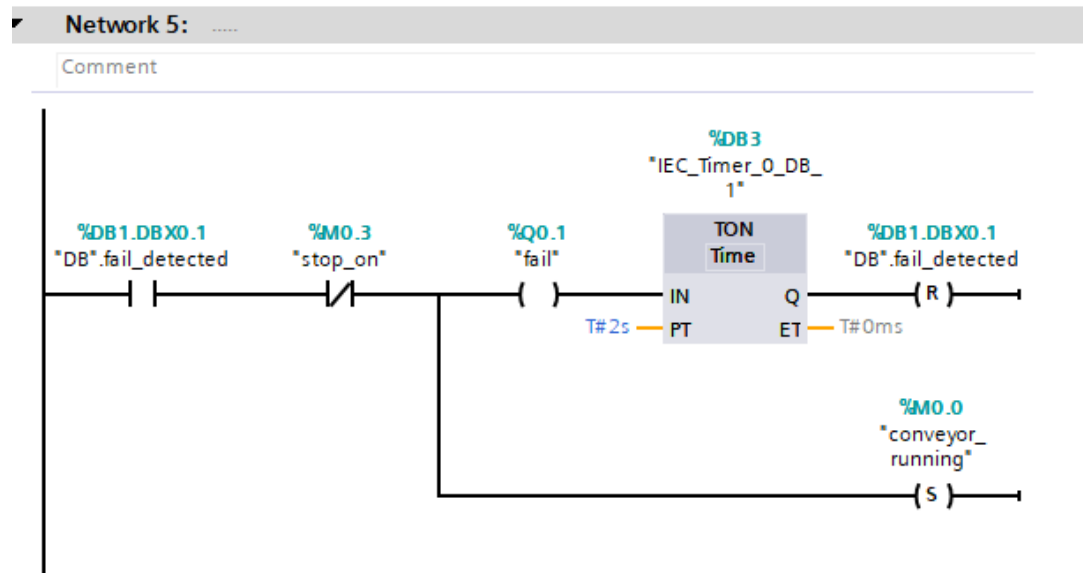 Network 5: .....
Comment
%DB3
"IEC_Timer_0_DB_
1"
%DB1.DBX0.1
"DB".fail_detected
%M0.3
"stop_on"
%Q0.1
"fail"
TON
Time
%DB1.DBX0.1
"DB".fail_detected
IN
Q
R
T#2s
PT
ET
T#0ms
%M0.0
"conveyor_
running"
S